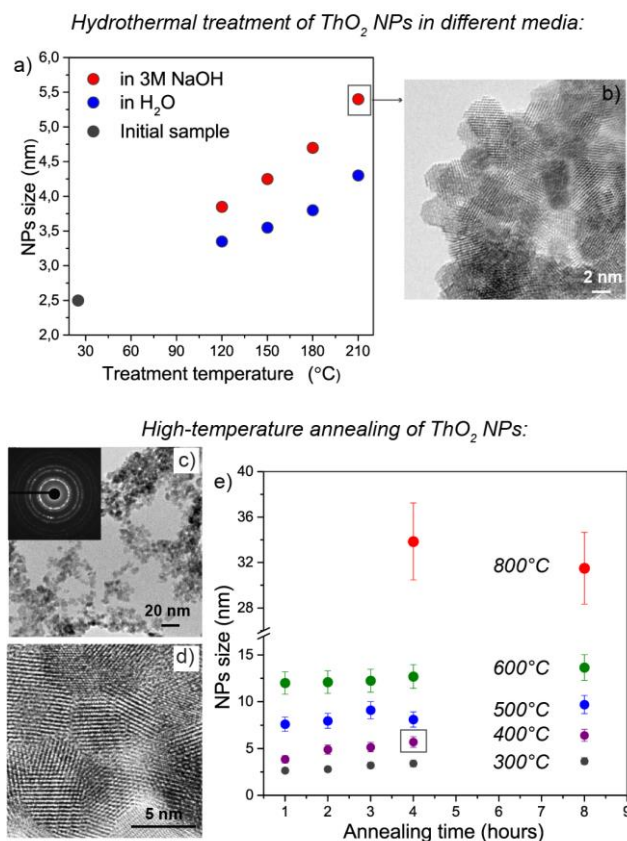 Hydrothermal treatment of ThO₂ NPs in different media:
a)
in 3M NaOH
in H₂O
Initial sample
NPs size (nm)
5,5
5,0
4,5
4,0
3,5
3,0
2,5
2,0
30 60 90 120 150 180 210
Treatment temperature (°C)
b)
2 nm
High-temperature annealing of ThO₂ NPs:
c)
20 nm
d)
5 nm
e)
NPs size (nm)
40
36
32
28
15
10
5
0
800°C
600°C
500°C
400°C
300°C
1 2 3 4 5 6 7 8 9
Annealing time (hours)